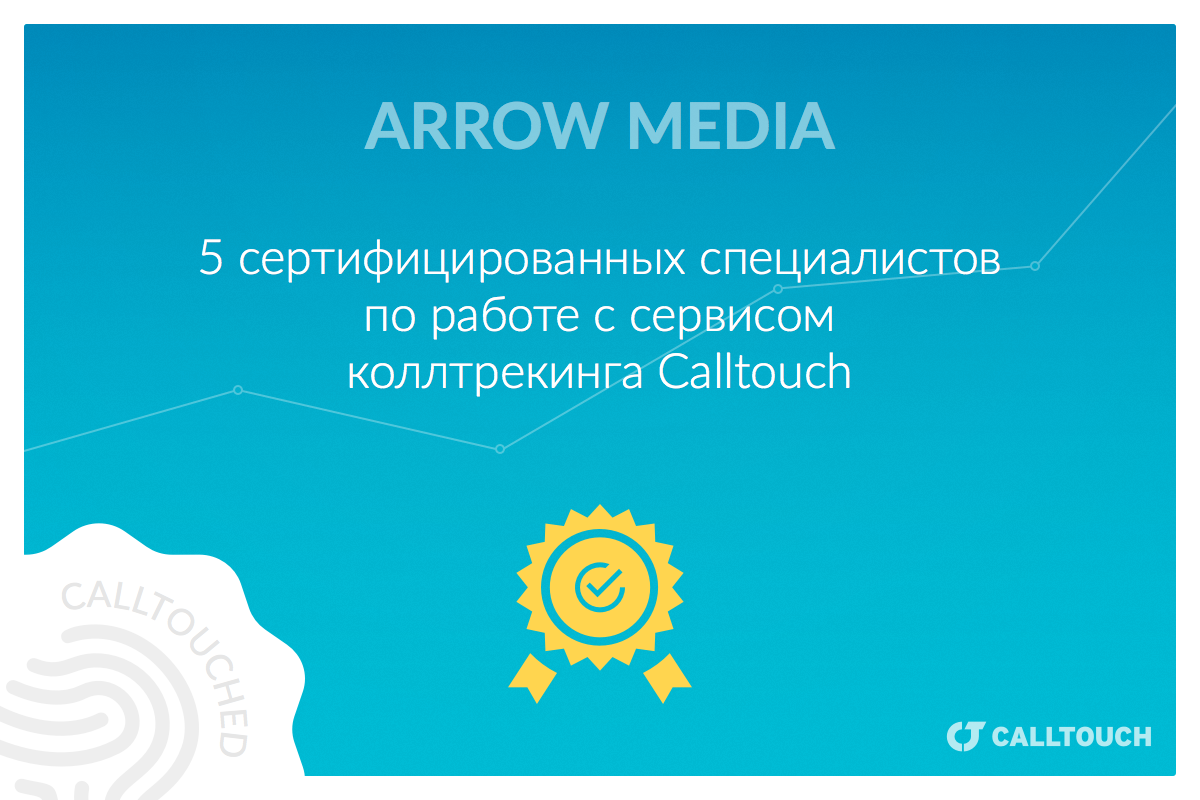 ARROW MEDIA
5 сертифицированных специалистов
по работе с сервисом
коллтрекинга Calltouch
CALLTOUCHED
CALLTOUCH